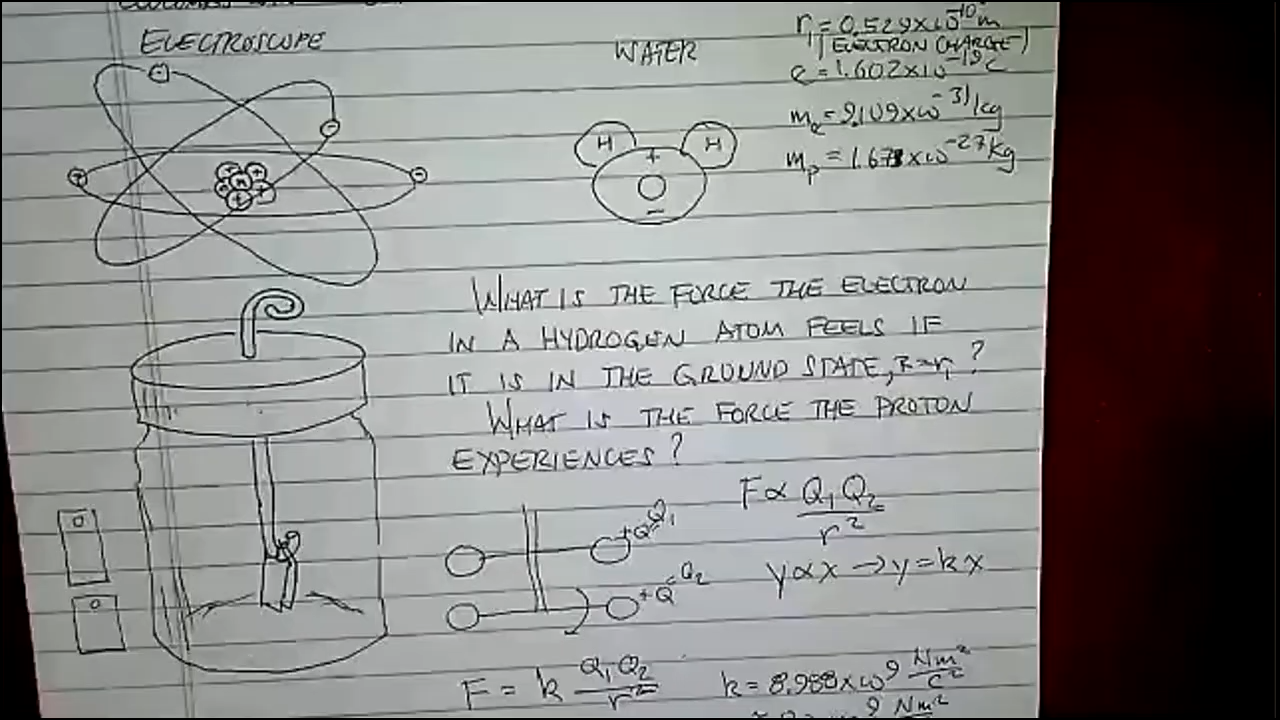 ELECTROSCOPE
WATER
r₁ = 0.529×10⁻¹⁰ m
(ELECTRON CHARGE)
e = 1.602×10⁻¹⁹ C
mₑ = 9.109×10⁻³¹ kg
mₚ = 1.673×10⁻²⁷ kg
H H
+
−
WHAT IS THE FORCE THE ELECTRON
IN A HYDROGEN ATOM FEELS IF
IT IS IN THE GROUND STATE, R=r₁?
WHAT IS THE FORCE THE PROTON
EXPERIENCES?
F ∝ Q₁Q₂/r²
+Q=Q₁
+Q=Q₂
y∝x → y=kx
F = k Q₁Q₂/r²
k = 8.988×10⁹ Nm²/C²